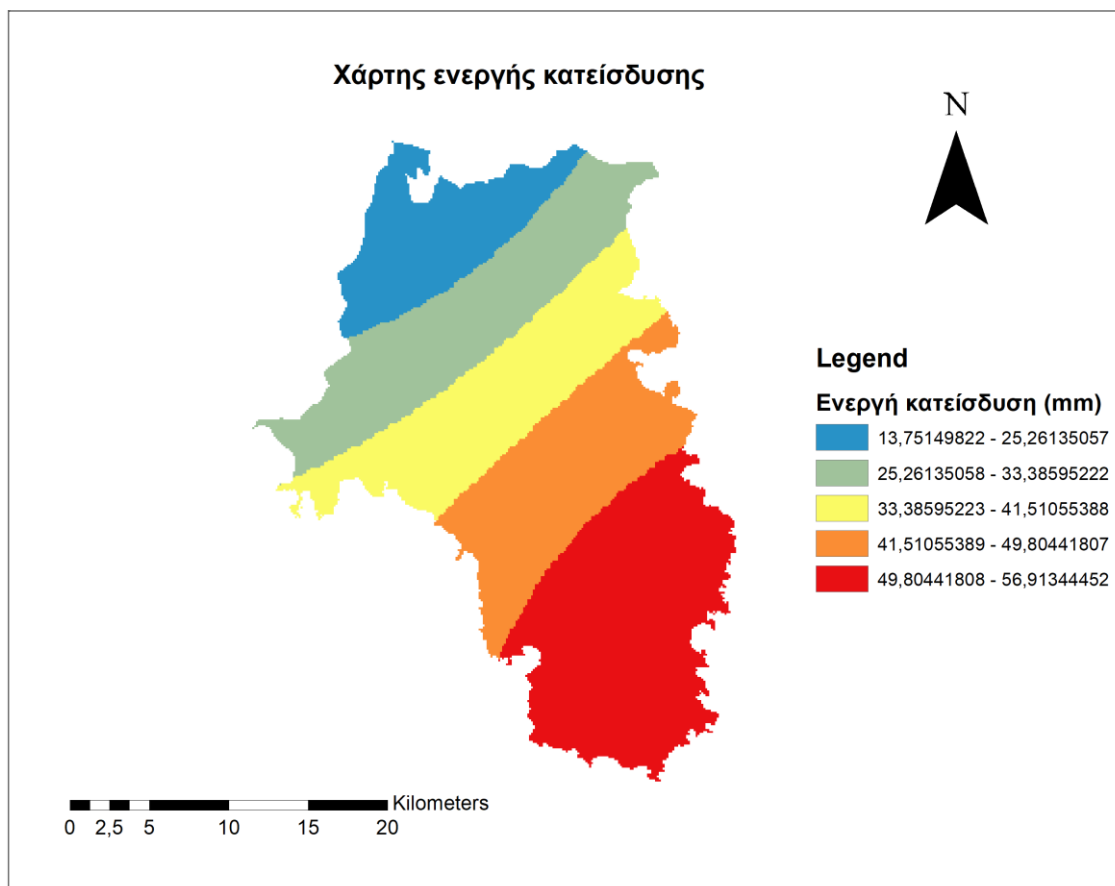 Χάρτης ενεργής κατείσδυσης
N
Legend
Ενεργή κατείσδυση (mm)
13,75149822 - 25,26135057
25,26135058 - 33,38595222
33,38595223 - 41,51055388
41,51055389 - 49,80441807
49,80441808 - 56,91344452
Kilometers
0 2,5 5 10 15 20